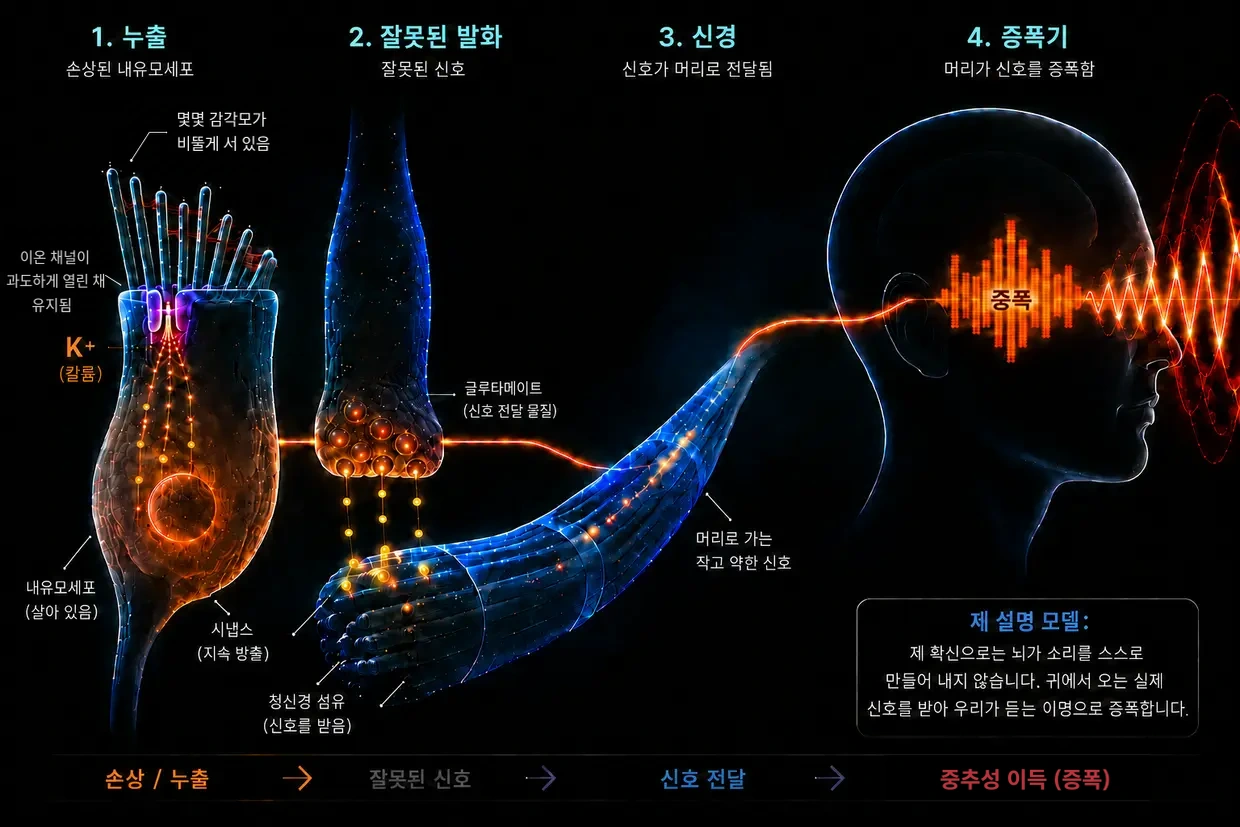 1. 누출
손상된 내유모세포
2. 잘못된 발화
잘못된 신호
3. 신경
신호가 머리로 전달됨
4. 증폭기
머리가 신호를 증폭함
몇몇 감각모가
비뚤게 서 있음
이온 채널이
과도하게 열린 채
유지됨
K+
(칼륨)
내유모세포
(살아 있음)
시냅스
(지속 방출)
글루타메이트
(신호 전달 물질)
청신경 섬유
(신호를 받음)
머리로 가는
작고 약한 신호
증폭
제 설명 모델:
제 확신으로는 뇌가 소리를 스스로
만들어 내지 않습니다. 귀에서 오는 실제
신호를 받아 우리가 듣는 이명으로 증폭합니다.
손상 / 누출
잘못된 신호
신호 전달
중추성 이득 (증폭)